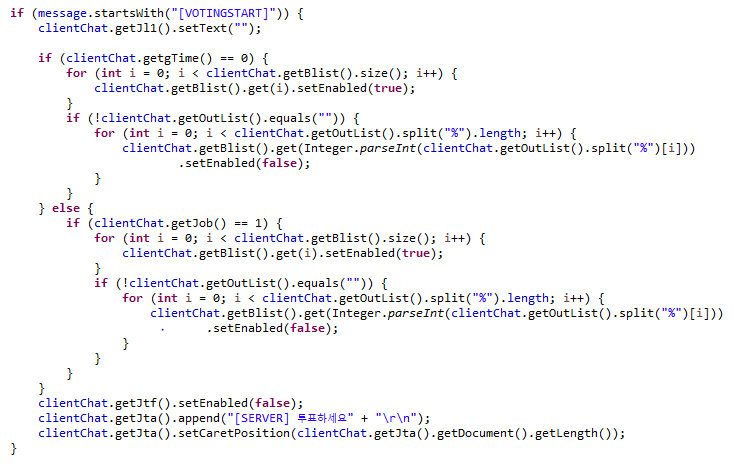 if (message.startsWith("[VOTINGSTART]")) {
    clientChat.getJl1().setText("");

    if (clientChat.getgTime() == 0) {
        for (int i = 0; i < clientChat.getBlist().size(); i++) {
            clientChat.getBlist().get(i).setEnabled(true);
        }
        if (!clientChat.getOutList().equals("")) {
            for (int i = 0; i < clientChat.getOutList().split("%").length; i++) {
                clientChat.getBlist().get(Integer.parseInt(clientChat.getOutList().split("%")[i]))
                        .setEnabled(false);
            }
        }
    } else {
        if (clientChat.getJob() == 1) {
            for (int i = 0; i < clientChat.getBlist().size(); i++) {
                clientChat.getBlist().get(i).setEnabled(true);
            }
            if (!clientChat.getOutList().equals("")) {
                for (int i = 0; i < clientChat.getOutList().split("%").length; i++) {
                    clientChat.getBlist().get(Integer.parseInt(clientChat.getOutList().split("%")[i]))
                            .setEnabled(false);
                }
            }
        }
    }
    clientChat.getJtf().setEnabled(false);
    clientChat.getJta().append("[SERVER] 투표하세요" + "\r\n");
    clientChat.getJta().setCaretPosition(clientChat.getJta().getDocument().getLength());
}